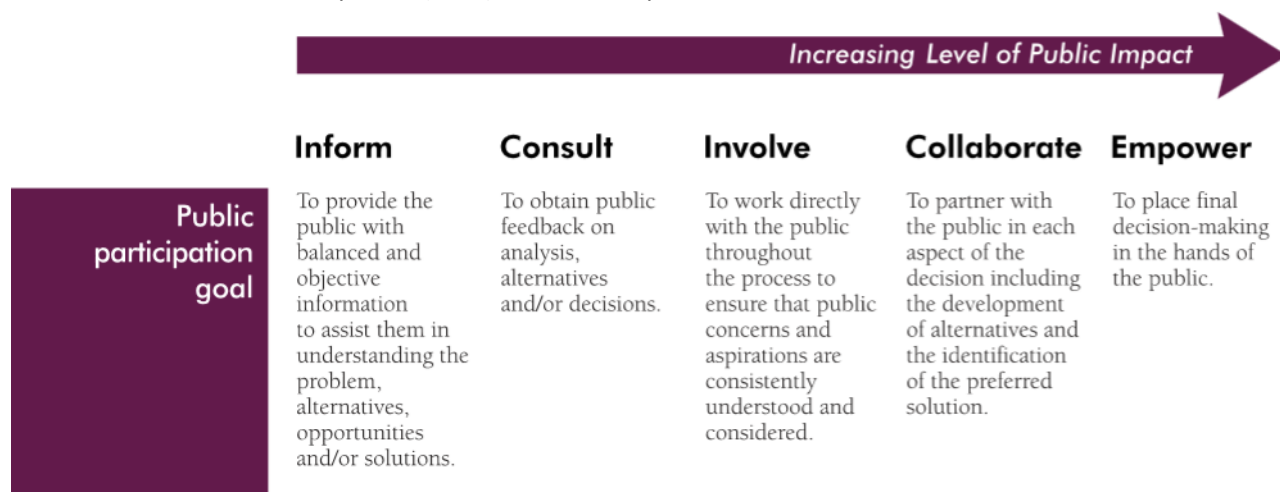 Increasing Level of Public Impact
Inform
Consult
Involve
Collaborate
Empower
Public
participation
goal
To provide the
public with
balanced and
objective
information
to assist them in
understanding the
problem,
alternatives,
opportunities
and/or solutions.
To obtain public
feedback on
analysis,
alternatives
and/or decisions.
To work directly
with the public
throughout
the process to
ensure that public
concerns and
aspirations are
consistently
understood and
considered.
To partner with
the public in each
aspect of the
decision including
the development
of alternatives and
the identification
of the preferred
solution.
To place final
decision-making
in the hands of
the public.